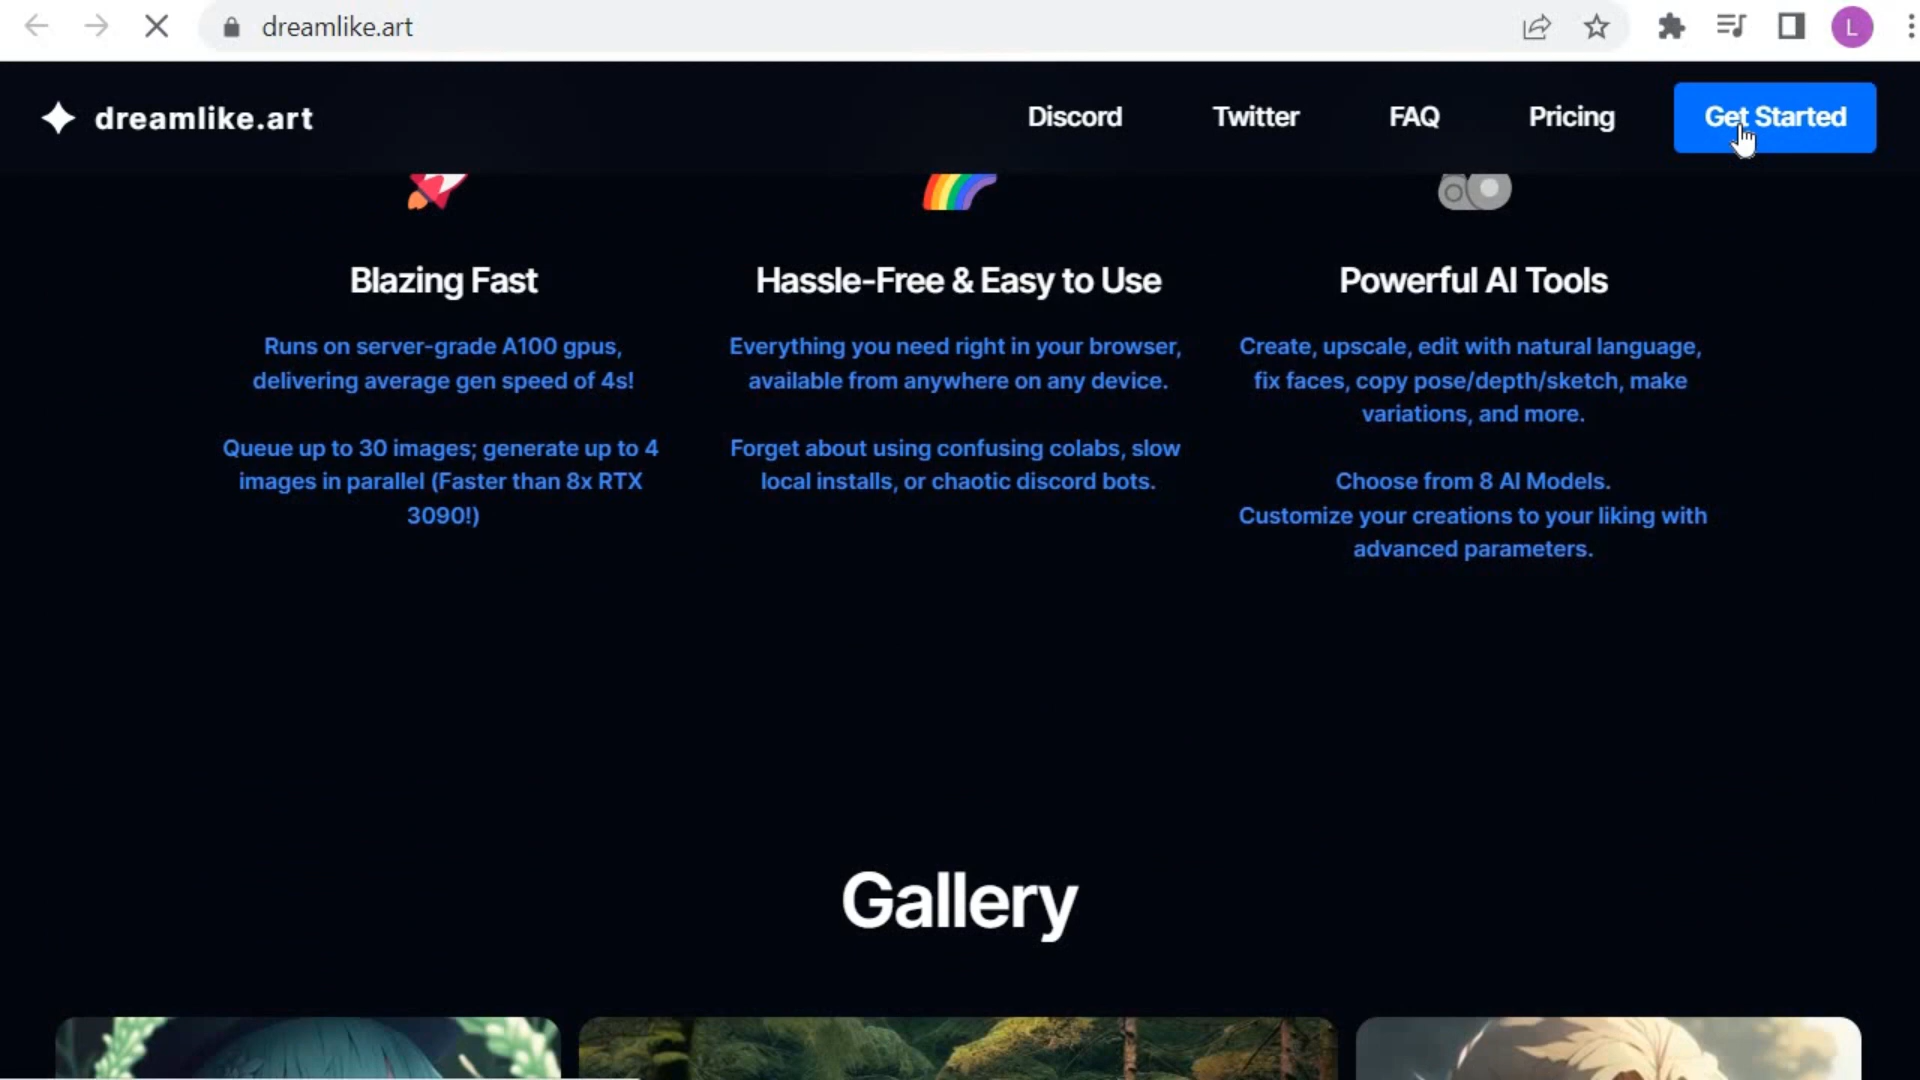 dreamlike.art
L
dreamlike.art
Discord
Twitter
FAQ
Pricing
Get Started
Blazing Fast
Runs on server-grade A100 gpus,
delivering average gen speed of 4s!
Queue up to 30 images; generate up to 4
images in parallel (Faster than 8x RTX
3090!)
Hassle-Free & Easy to Use
Everything you need right in your browser,
available from anywhere on any device.
Forget about using confusing colabs, slow
local installs, or chaotic discord bots.
Powerful AI Tools
Create, upscale, edit with natural language,
fix faces, copy pose/depth/sketch, make
variations, and more.
Choose from 8 AI Models.
Customize your creations to your liking with
advanced parameters.
Gallery